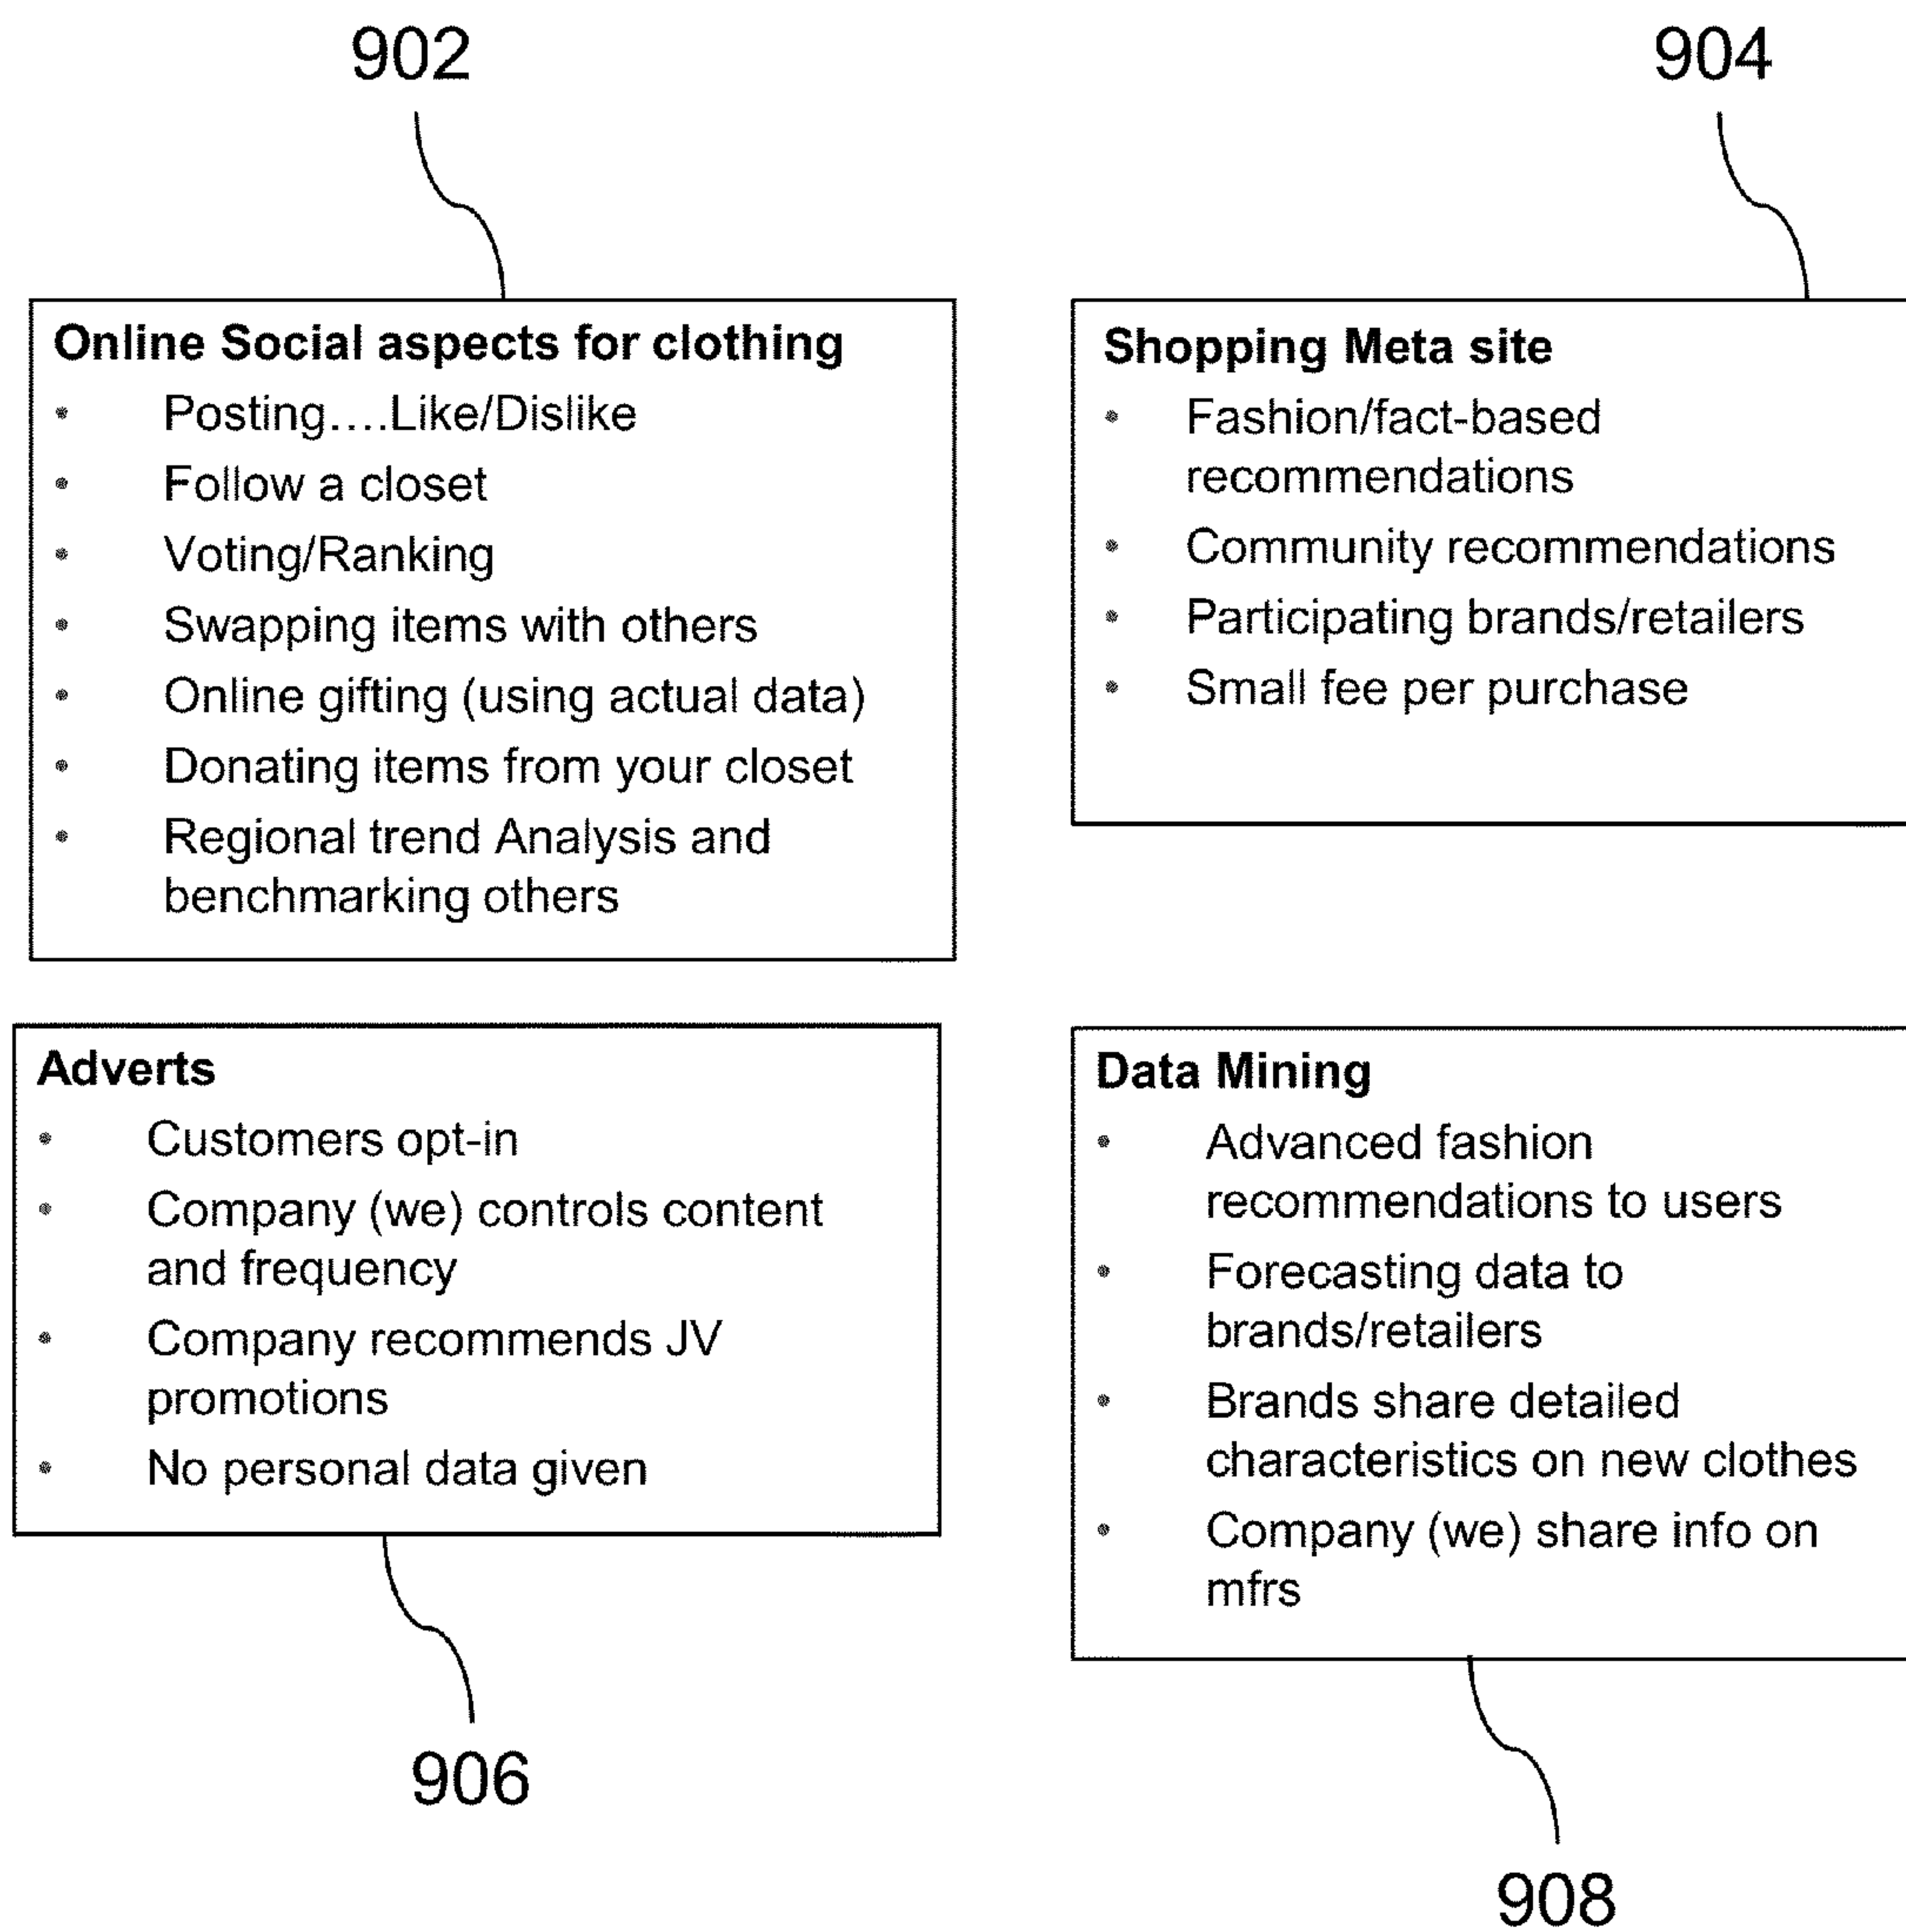 902
904
Online Social aspects for clothing
• Posting....Like/Dislike
• Follow a closet
• Voting/Ranking
• Swapping items with others
• Online gifting (using actual data)
• Donating items from your closet
• Regional trend Analysis and
benchmarking others
Shopping Meta site
• Fashion/fact-based
recommendations
• Community recommendations
• Participating brands/retailers
• Small fee per purchase
Adverts
• Customers opt-in
• Company (we) controls content
and frequency
• Company recommends JV
promotions
• No personal data given
Data Mining
• Advanced fashion
recommendations to users
• Forecasting data to
brands/retailers
• Brands share detailed
characteristics on new clothes
• Company (we) share info on
mfrs
906
908